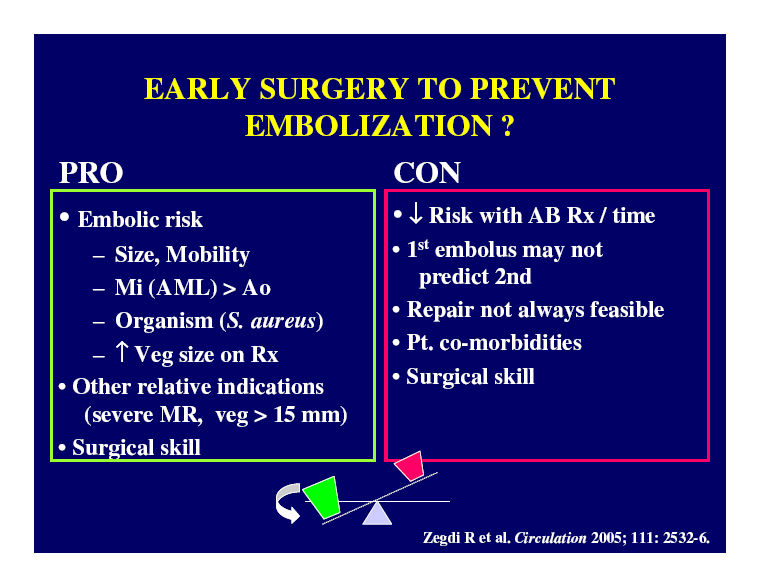 EARLY SURGERY TO PREVENT
EMBOLIZATION ?
PRO
• Embolic risk
– Size, Mobility
– Mi (AML) > Ao
– Organism (S. aureus)
– ↑ Veg size on Rx
• Other relative indications
(severe MR, veg > 15 mm)
• Surgical skill
CON
• ↓ Risk with AB Rx / time
• 1st embolus may not
predict 2nd
• Repair not always feasible
• Pt. co-morbidities
• Surgical skill
Zegdi R et al. Circulation 2005; 111: 2532-6.